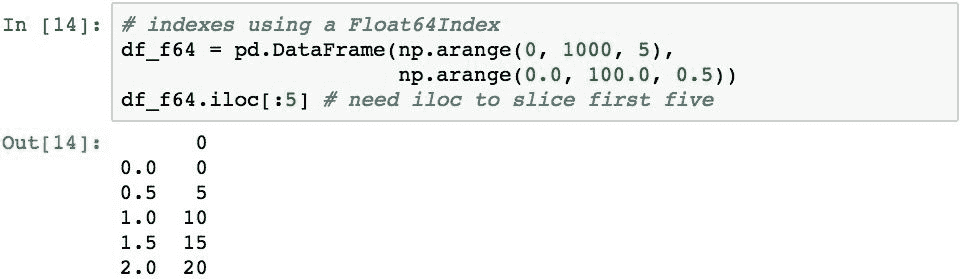 In [14]: # indexes using a Float64Index
df_f64 = pd.DataFrame(np.arange(0, 1000, 5),
np.arange(0.0, 100.0, 0.5))
df_f64.iloc[:5] # need iloc to slice first five
Out[14]: 0
0.0 0
0.5 5
1.0 10
1.5 15
2.0 20